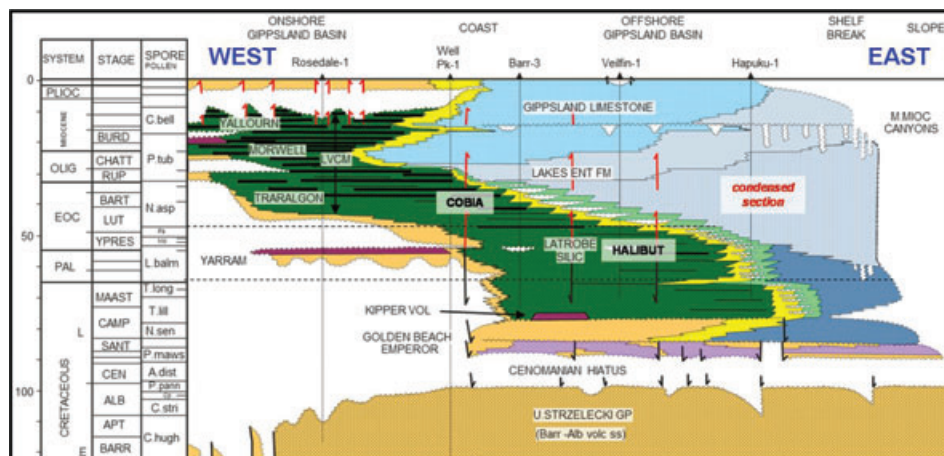 ONSHORE
GIPPSLAND BASIN
COAST
OFFSHORE
GIPPSLAND BASIN
SHELF
BREAK
SLOPE
SYSTEM
STAGE
SPORE
POLLEN
WEST
Rosedale-1
Well
Pk-1
Barr-3
Veilfin-1
Hapuku-1
EAST
0
PLIOC
MIOCENE
C.bell
BURD
YALLOURN
GIPPSLAND LIMESTONE
M.MIOC
CANYONS
OLIG
CHATT
RUP
P.tub
MORWELL
LVCM
LAKES ENT FM
condensed
section
EOC
BART
LUT
YPRES
N.asp
TRARALGON
COBIA
50
PAL
L.balm
YARRAM
LATROBE
SILIC
HALIBUT
CRETACEOUS
L
MAAST
CAMP
SANT
CEN
T.long
T.lill
N.sen
P.maws
A.dist
KIPPER VOL
GOLDEN BEACH
EMPEROR
CENOMANIAN HIATUS
100
ALB
APT
BARR
E
P.pann
C.stri
C.hugh
U.STRZELECKI GP
(Barr -Alb volc ss)